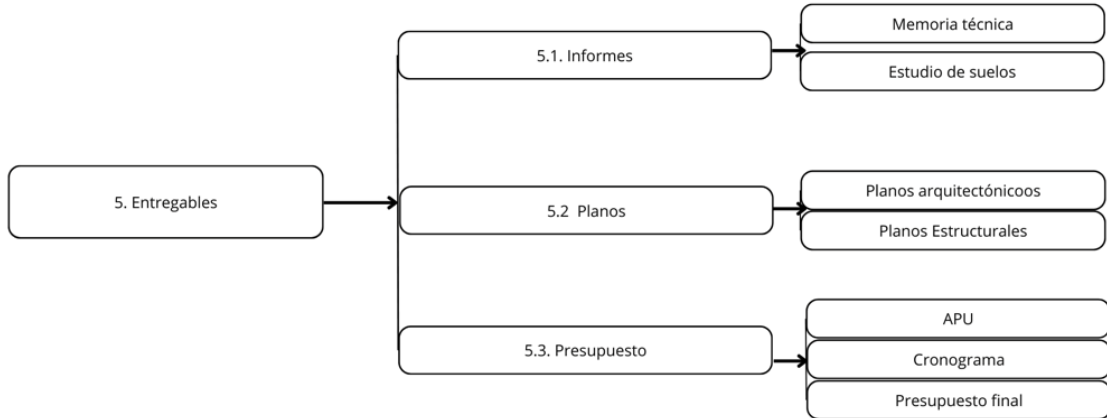 5. Entregables
5.1. Informes
Memoria técnica
Estudio de suelos
5.2 Planos
Planos arquitectónicoos
Planos Estructurales
5.3. Presupuesto
APU
Cronograma
Presupuesto final